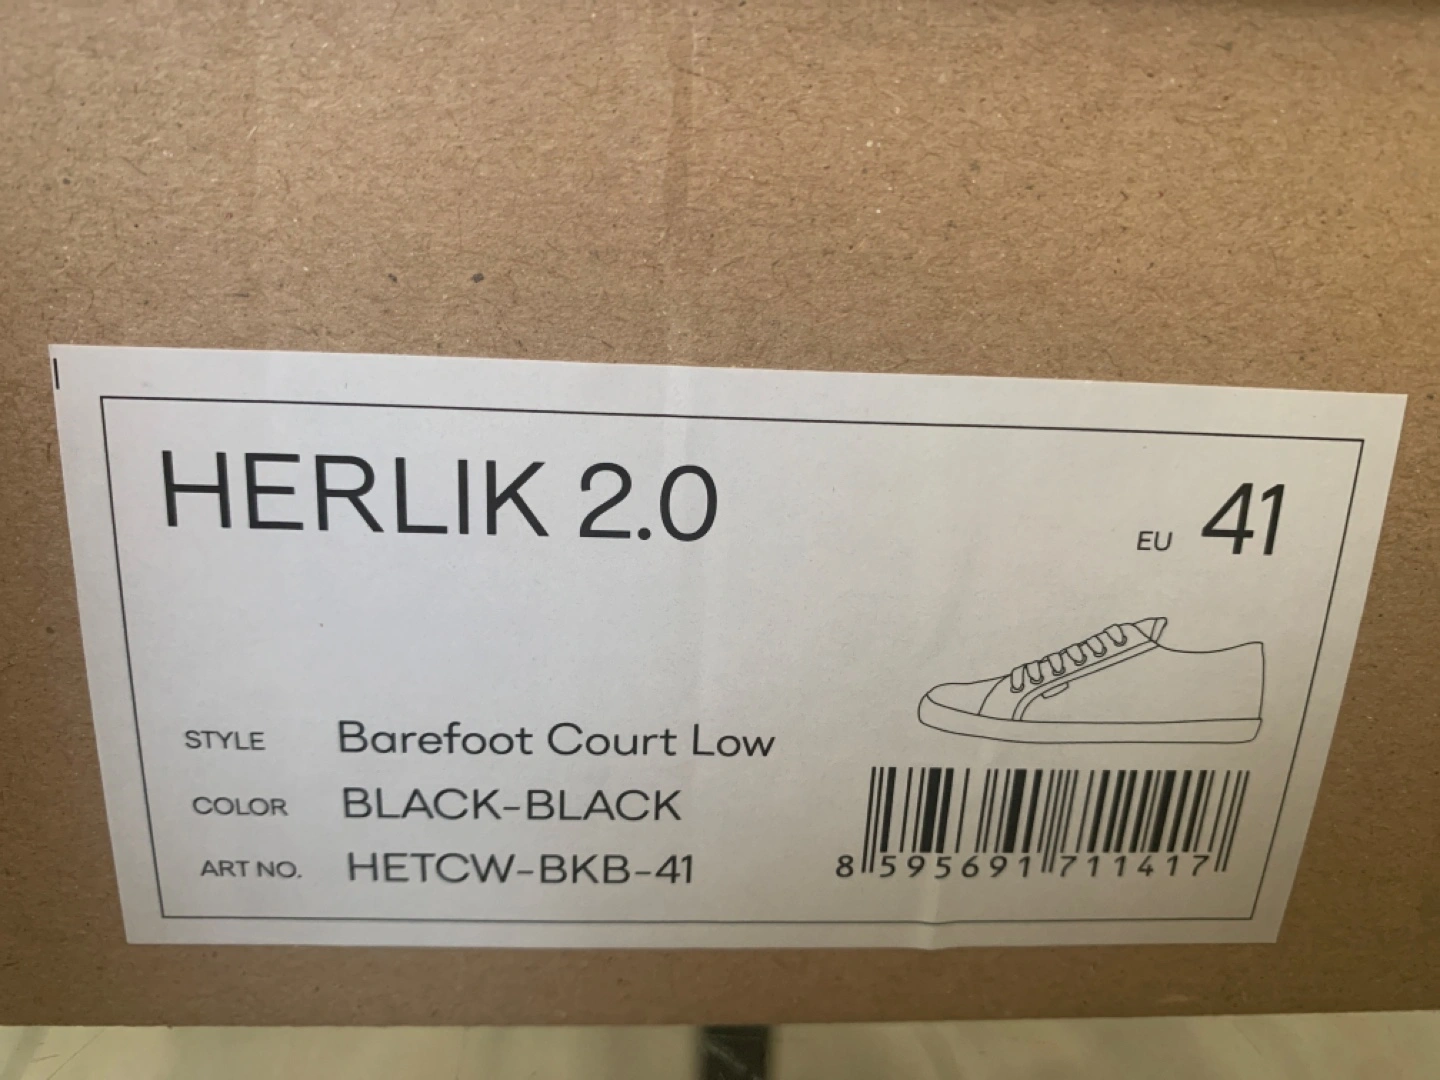 HERLIK 2.0
EU 41
STYLE Barefoot Court Low
COLOR BLACK-BLACK
ART NO. HETCW-BKB-41
8 595691 711417